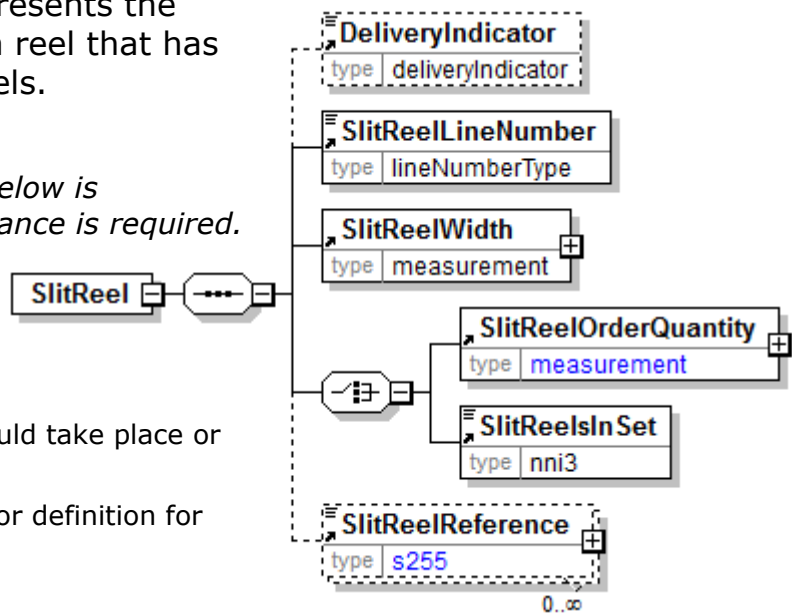 resents the
reel that has
els.
elow is
ance is required.
uld take place or
or definition for
SlitReel
DeliveryIndicator
type deliveryIndicator
SlitReelLineNumber
type lineNumberType
SlitReelWidth
type measurement
SlitReelOrderQuantity
type measurement
SlitReelsInSet
type nni3
SlitReelReference
type s255
0..∞